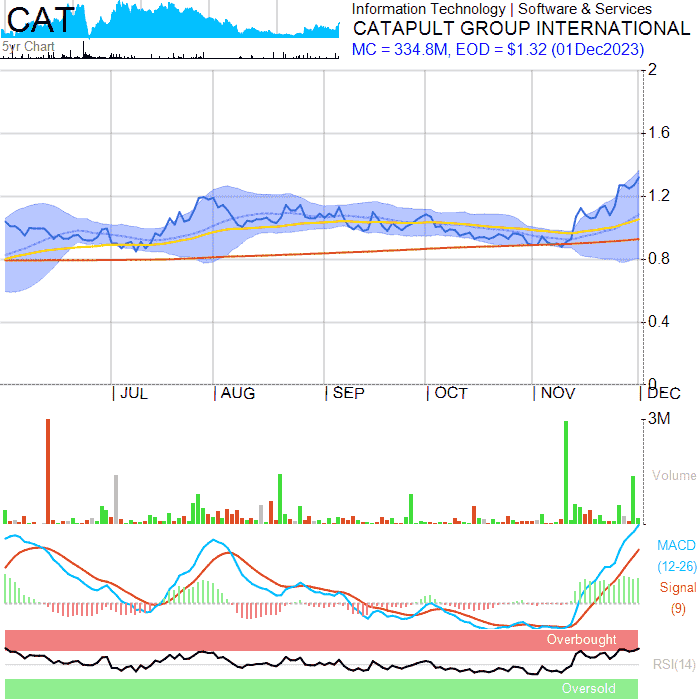 CAT
5yr Chart
Information Technology | Software & Services
CATAPULT GROUP INTERNATIONAL
MC = 334.8M, EOD = $1.32 (01Dec2023)
2
1.6
1.2
0.8
0.4
0
JUL AUG SEP OCT NOV DEC
3M
Volume
MACD
(12-26)
Signal
(9)
Overbought
RSI(14)
Oversold